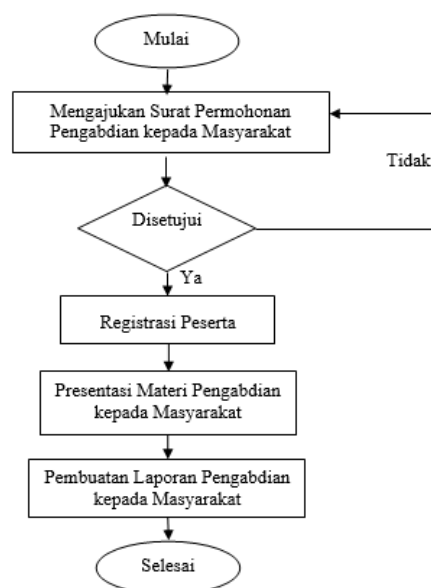 Mulai
Mengajukan Surat Permohonan
Pengabdian kepada Masyarakat
Tidak
Disetujui
Ya
Registrasi Peserta
Presentasi Materi Pengabdian
kepada Masyarakat
Pembuatan Laporan Pengabdian
kepada Masyarakat
Selesai